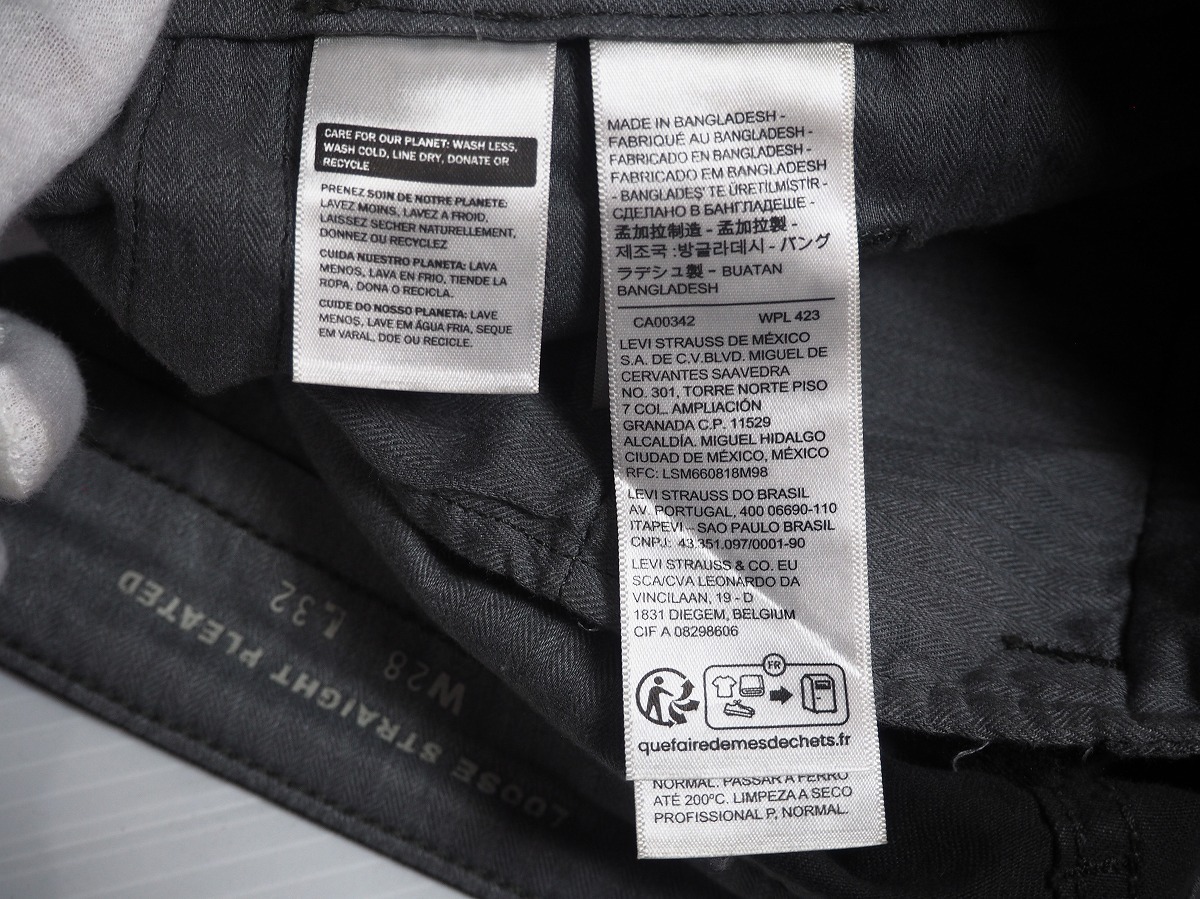 CARE FOR OUR PLANET: WASH LESS,
WASH COLD, LINE DRY, DONATE OR
RECYCLE
PRENEZ SOIN DE NOTRE PLANETE:
LAVEZ MOINS, LAVEZ A FROID,
LAISSEZ SECHER NATURELLEMENT,
DONNEZ OU RECYCLEZ
CUIDA NUESTRO PLANETA: LAVA
MENOS, LAVA EN FRIO, TIENDE LA
ROPA, DONA O RECICLA.
CUIDE DO NOSSO PLANETA: LAVE
MENOS, LAVE EM ÁGUA FRIA, SEQUE
EM VARAL, DOE OU RECICLE.
MADE IN BANGLADESH -
FABRIQUÉ AU BANGLADESH -
FABRICADO EN BANGLADESH -
FABRICADO EM BANGLADESH
- BANGLADEŞ'TE ÜRETİLMİŞTİR -
СДЕЛАНО В БАНГЛАДЕШЕ -
孟加拉制造 - 孟加拉製 -
제조국 :방글라데시 - バング
ラデシュ製 - BUATAN
BANGLADESH
CA00342 WPL 423
LEVI STRAUSS DE MÉXICO
S.A. DE C.V.BLVD. MIGUEL DE
CERVANTES SAAVEDRA
NO. 301, TORRE NORTE PISO
7 COL. AMPLIACIÓN
GRANADA C.P. 11529
ALCALDÍA. MIGUEL HIDALGO
CIUDAD DE MÉXICO, MÉXICO
RFC: LSM660818M98
LEVI STRAUSS DO BRASIL
AV. PORTUGAL, 400 06690-110
ITAPEVI - SAO PAULO BRASIL
CNPJ: 43.351.097/0001-90
LEVI STRAUSS & CO. EU
SCA/CVA LEONARDO DA
VINCILAAN, 19 - D
1831 DIEGEM, BELGIUM
CIF A 08298606
FR
quefairedemesdechets.fr
NORMAL. PASSAR A FERRO
ATÉ 200ºC. LIMPEZA A SECO
PROFISSIONAL P, NORMAL.
LOOSE STRAIGHT PLEATED
W28 L32